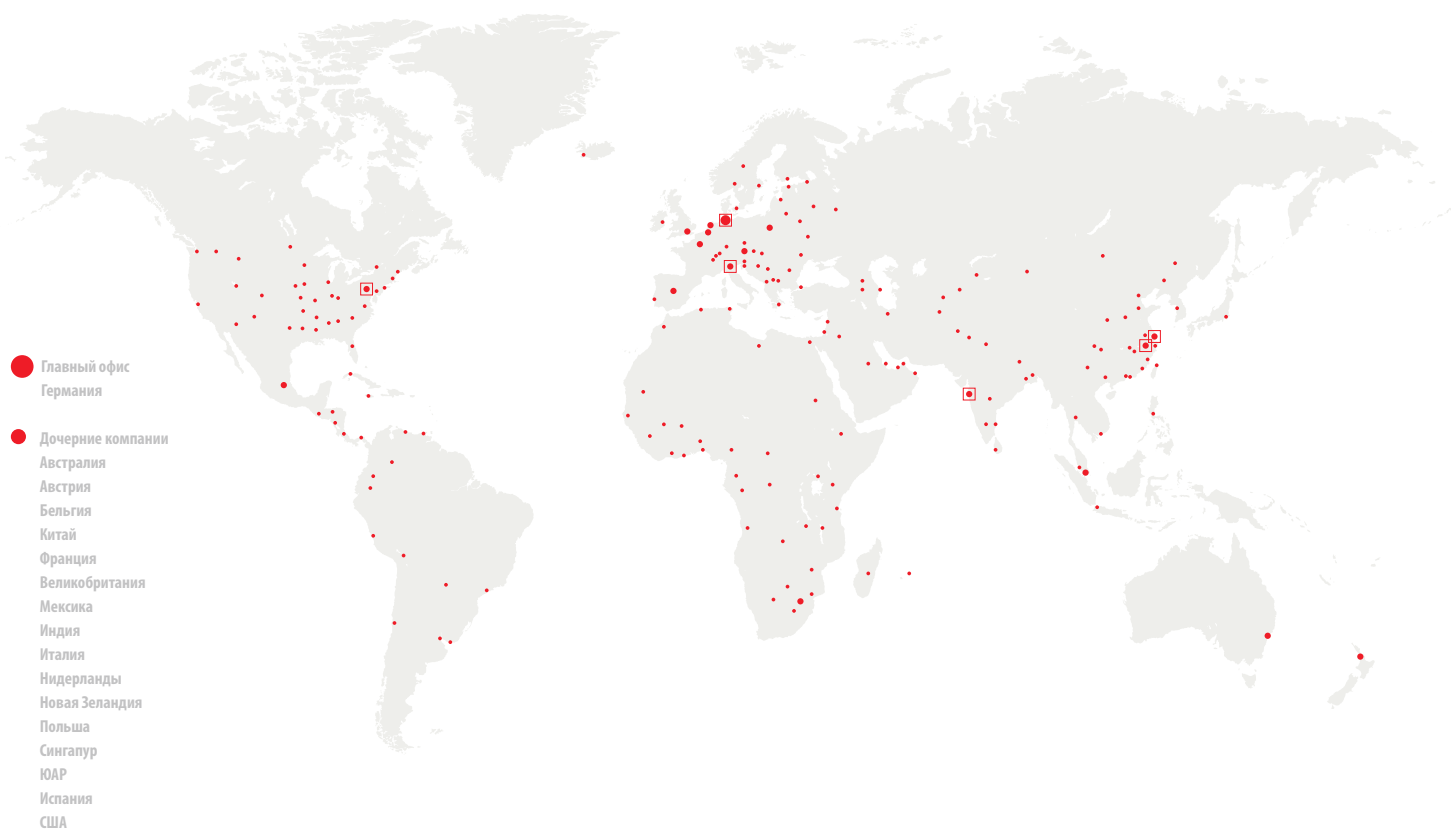 Главный офис
Германия
Дочерние компании
Австралия
Австрия
Бельгия
Китай
Франция
Великобритания
Мексика
Индия
Италия
Нидерланды
Новая Зеландия
Польша
Сингапур
ЮАР
Испания
США